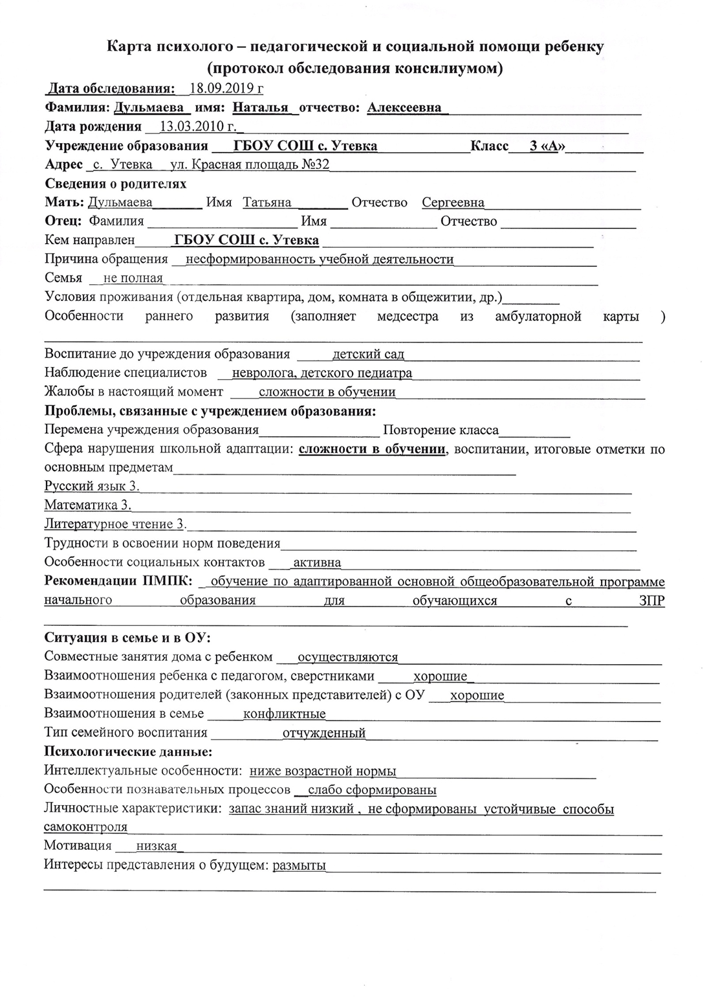 Карта психолого – педагогической и социальной помощи ребенку
(протокол обследования консилиумом)
Дата обследования: 18.09.2019 г
Фамилия: Дульмаева имя: Наталья отчество: Алексеевна
Дата рождения 13.03.2010 г.
Учреждение образования ГБОУ СОШ с. Утевка Класс 3 «А»
Адрес с. Утевка ул. Красная площадь №32
Сведения о родителях
Мать: Дульмаева Имя Татьяна Отчество Сергеевна
Отец: Фамилия Имя Отчество
Кем направлен ГБОУ СОШ с. Утевка
Причина обращения несформированность учебной деятельности
Семья не полная
Условия проживания (отдельная квартира, дом, комната в общежитии, др.)
Особенности раннего развития (заполняет медсестра из амбулаторной карты )
Воспитание до учреждения образования детский сад
Наблюдение специалистов невролога, детского педиатра
Жалобы в настоящий момент сложности в обучении
Проблемы, связанные с учреждением образования:
Перемена учреждения образования Повторение класса
Сфера нарушения школьной адаптации: сложности в обучении, воспитании, итоговые отметки по
основным предметам
Русский язык 3.
Математика 3.
Литературное чтение 3.
Трудности в освоении норм поведения
Особенности социальных контактов активна
Рекомендации ПМПК: обучение по адаптированной основной общеобразовательной программе
начального образования для обучающихся с ЗПР
Ситуация в семье и в ОУ:
Совместные занятия дома с ребенком осуществляются
Взаимоотношения ребенка с педагогом, сверстниками хорошие
Взаимоотношения родителей (законных представителей) с ОУ хорошие
Взаимоотношения в семье конфликтные
Тип семейного воспитания отчужденный
Психологические данные:
Интеллектуальные особенности: ниже возрастной нормы
Особенности познавательных процессов слабо сформированы
Личностные характеристики: запас знаний низкий , не сформированы устойчивые способы
самоконтроля
Мотивация низкая
Интересы представления о будущем: размыты